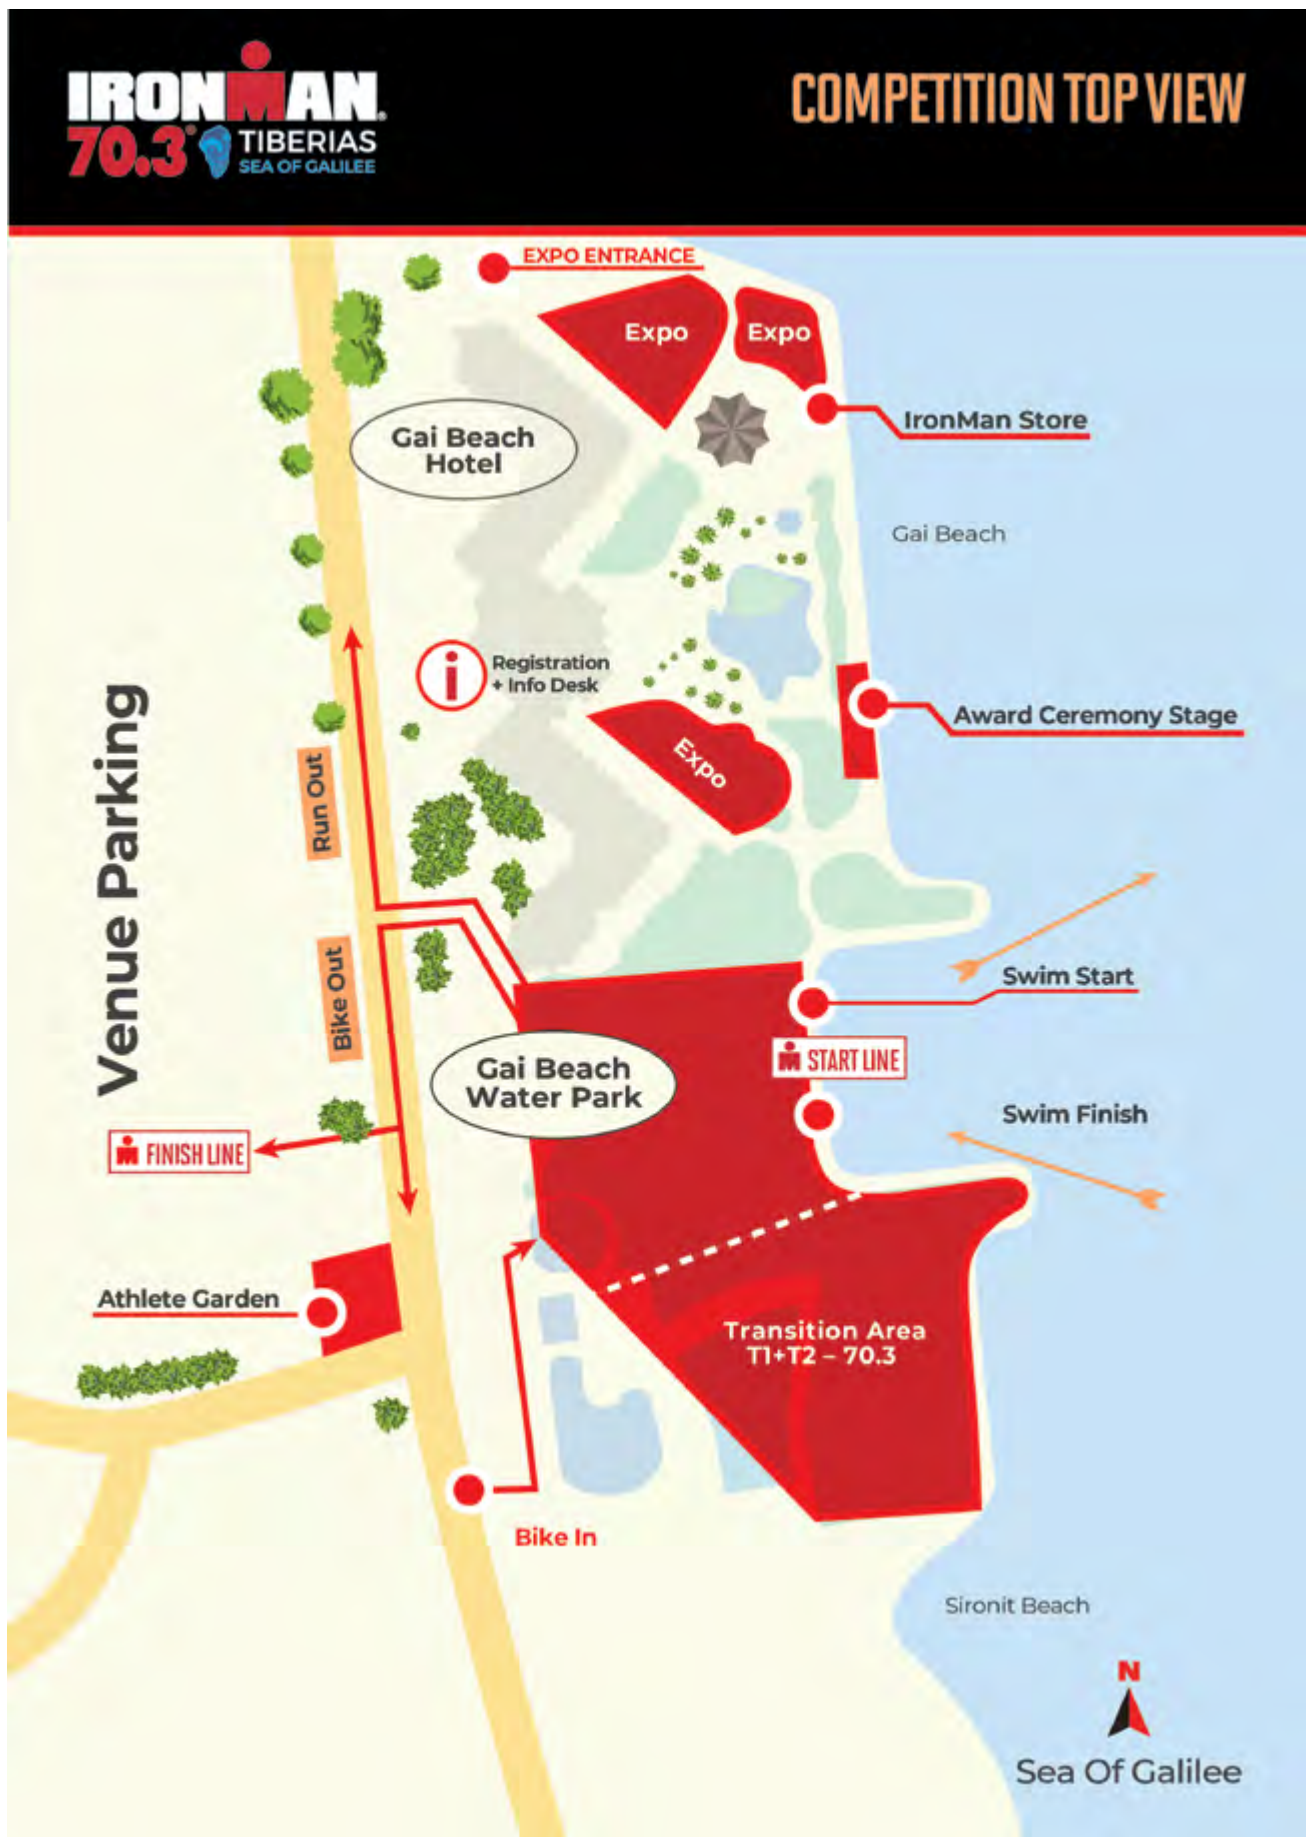 IRONMAN®
70.3® TIBERIAS
SEA OF GALILEE
COMPETITION TOP VIEW
EXPO ENTRANCE
Expo
Expo
IronMan Store
Gai Beach
Hotel
Gai Beach
Registration
+ Info Desk
Award Ceremony Stage
Expo
Venue Parking
Run Out
Bike Out
Swim Start
START LINE
Gai Beach
Water Park
Swim Finish
FINISH LINE
Athlete Garden
Transition Area
T1+T2 – 70.3
Bike In
Sironit Beach
N
Sea Of Galilee